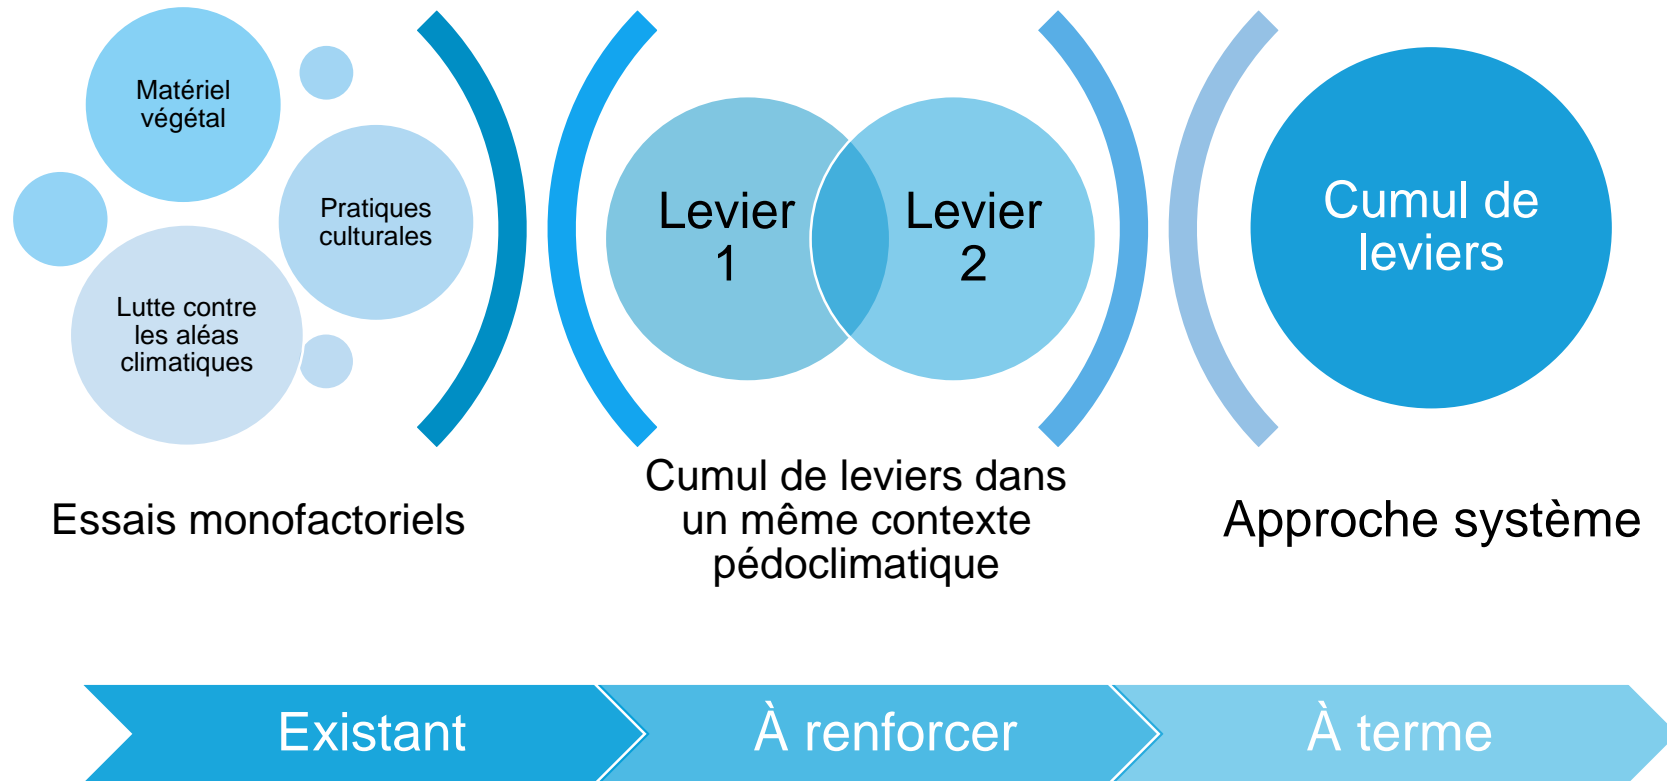 Matériel
végétal
Pratiques
culturales
Lutte contre
les aléas
climatiques
Essais monofactoriels
Levier
1
Levier
2
Cumul de leviers dans
un même contexte
pédoclimatique
Cumul de
leviers
Approche système
Existant
À renforcer
À terme